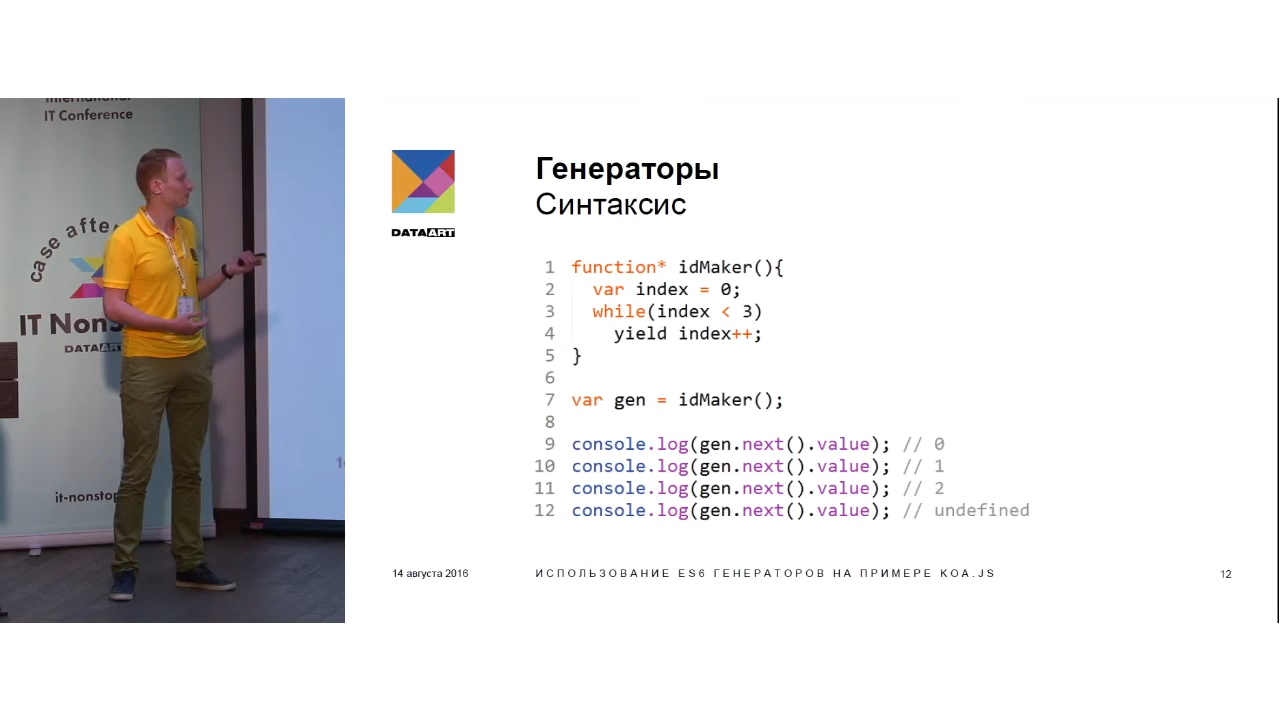 International
IT Conference
case after
IT Nons
DATAART
it-nonstop
DATAART
Генераторы
Синтаксис
1 function* idMaker(){
2 var index = 0;
3 while(index < 3)
4 yield index++;
5 }
6
7 var gen = idMaker();
8
9 console.log(gen.next().value); // 0
10 console.log(gen.next().value); // 1
11 console.log(gen.next().value); // 2
12 console.log(gen.next().value); // undefined
14 августа 2016
ИСПОЛЬЗОВАНИЕ ES6 ГЕНЕРАТОРОВ НА ПРИМЕРЕ KOA.JS
12